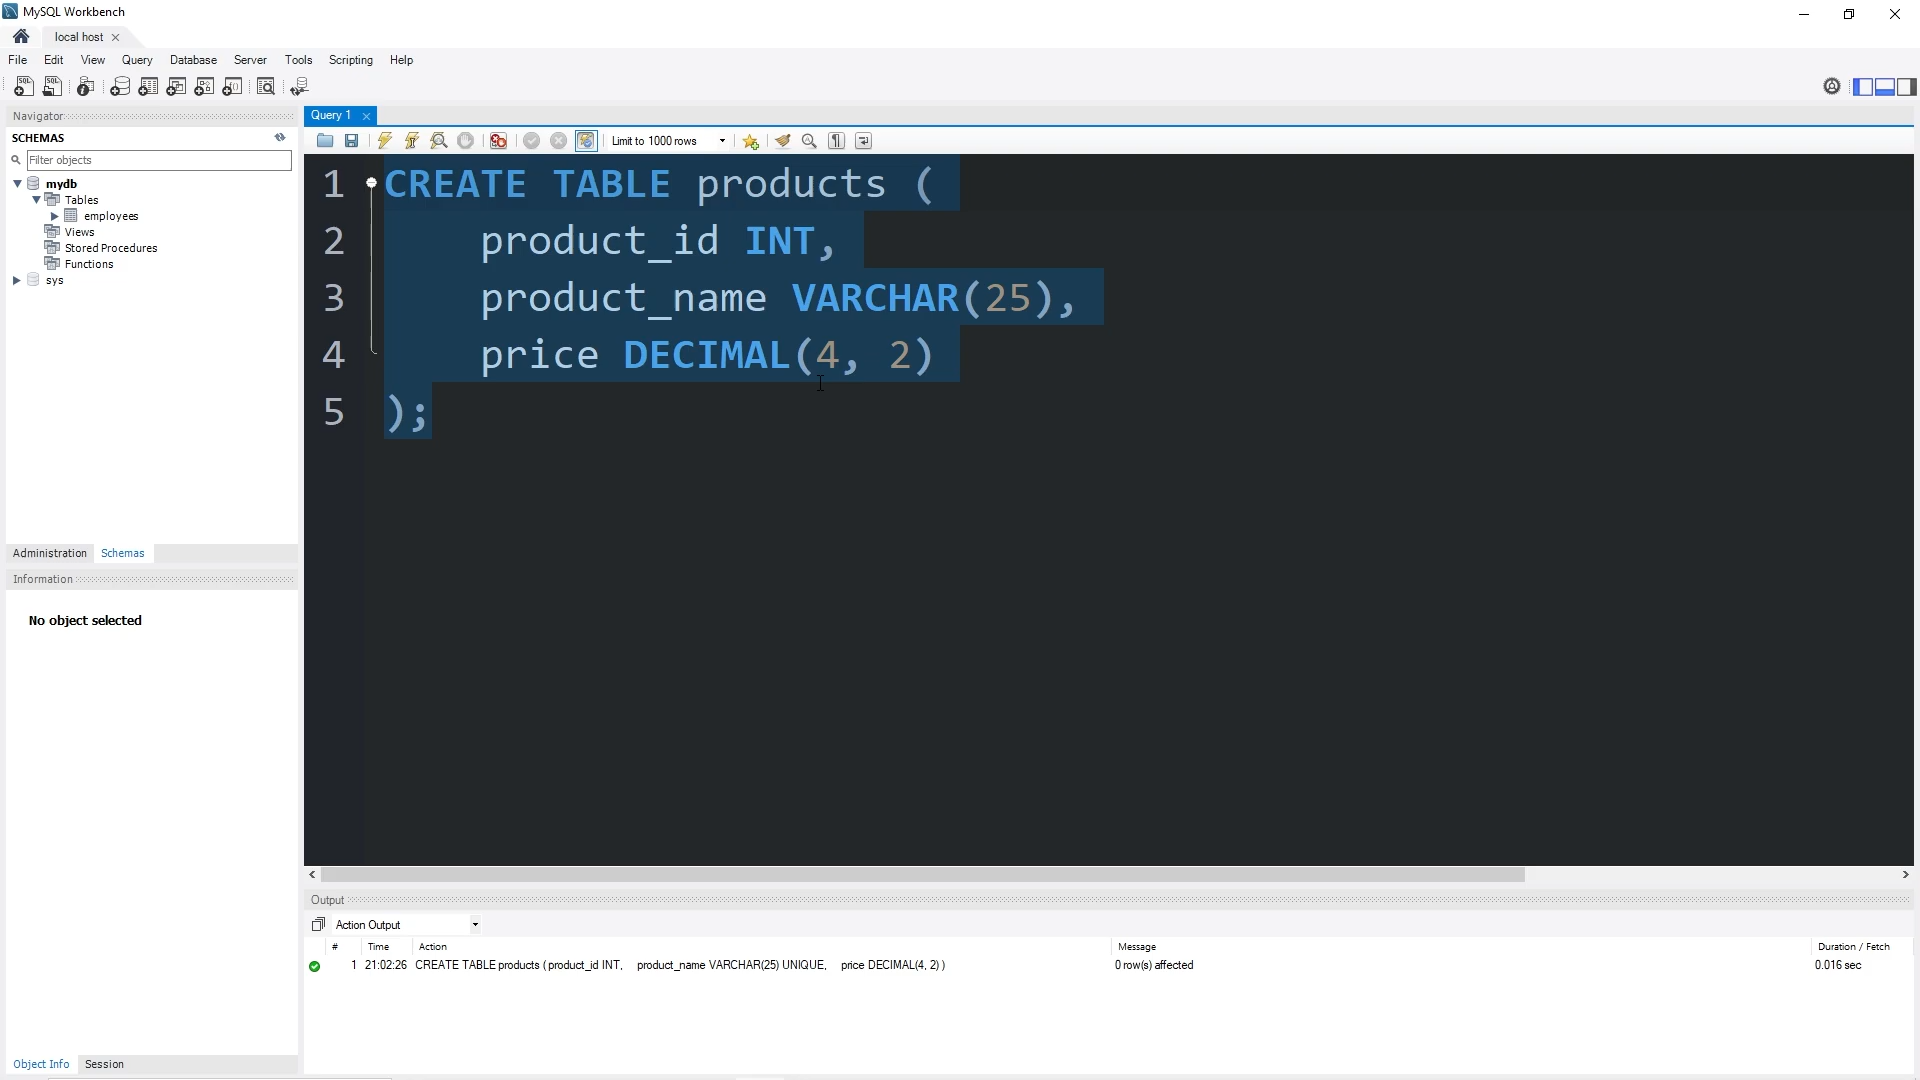 MySQL Workbench
local host
File Edit View Query Database Server Tools Scripting Help
Navigator
SCHEMAS
Filter objects
mydb
Tables
employees
Views
Stored Procedures
Functions
sys
Administration Schemas
Information
No object selected
Object Info Session
Query 1
Limit to 1000 rows
1 CREATE TABLE products (
2 product_id INT,
3 product_name VARCHAR(25),
4 price DECIMAL(4, 2)
5 );
Output
Action Output
# Time Action Message Duration / Fetch
1 21:02:26 CREATE TABLE products ( product_id INT, product_name VARCHAR(25) UNIQUE, price DECIMAL(4, 2) ) 0 row(s) affected 0.016 sec